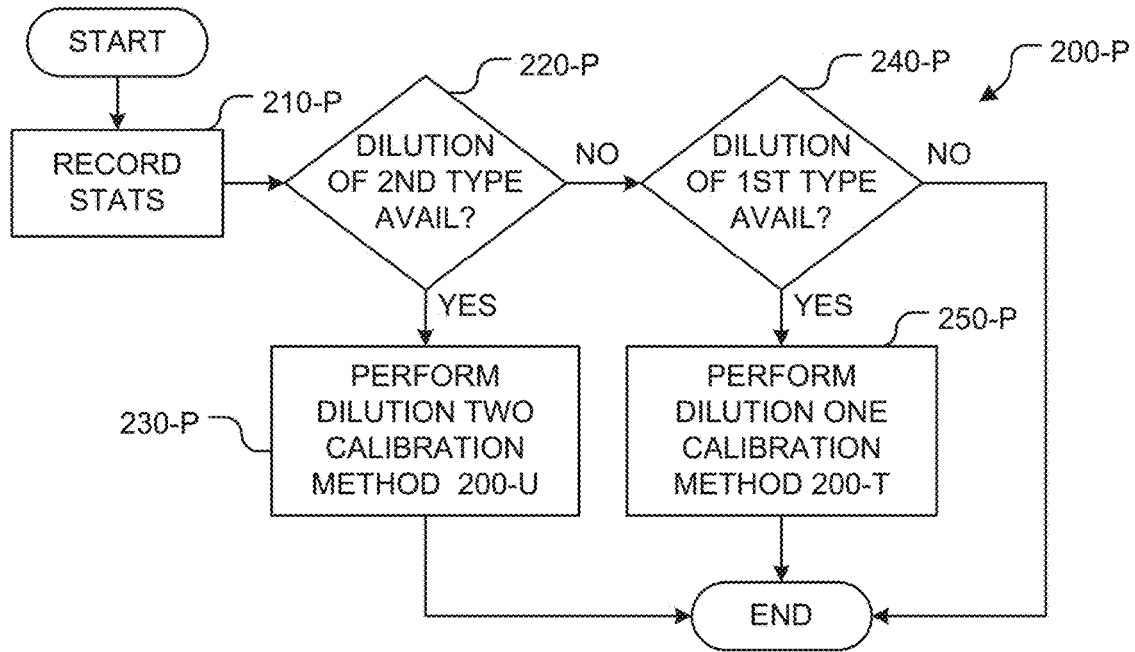 START
210-P
RECORD
STATS
220-P
DILUTION
OF 2ND TYPE
AVAIL?
NO
YES
240-P
DILUTION
OF 1ST TYPE
AVAIL?
NO
YES
200-P
230-P
PERFORM
DILUTION TWO
CALIBRATION
METHOD 200-U
250-P
PERFORM
DILUTION ONE
CALIBRATION
METHOD 200-T
END